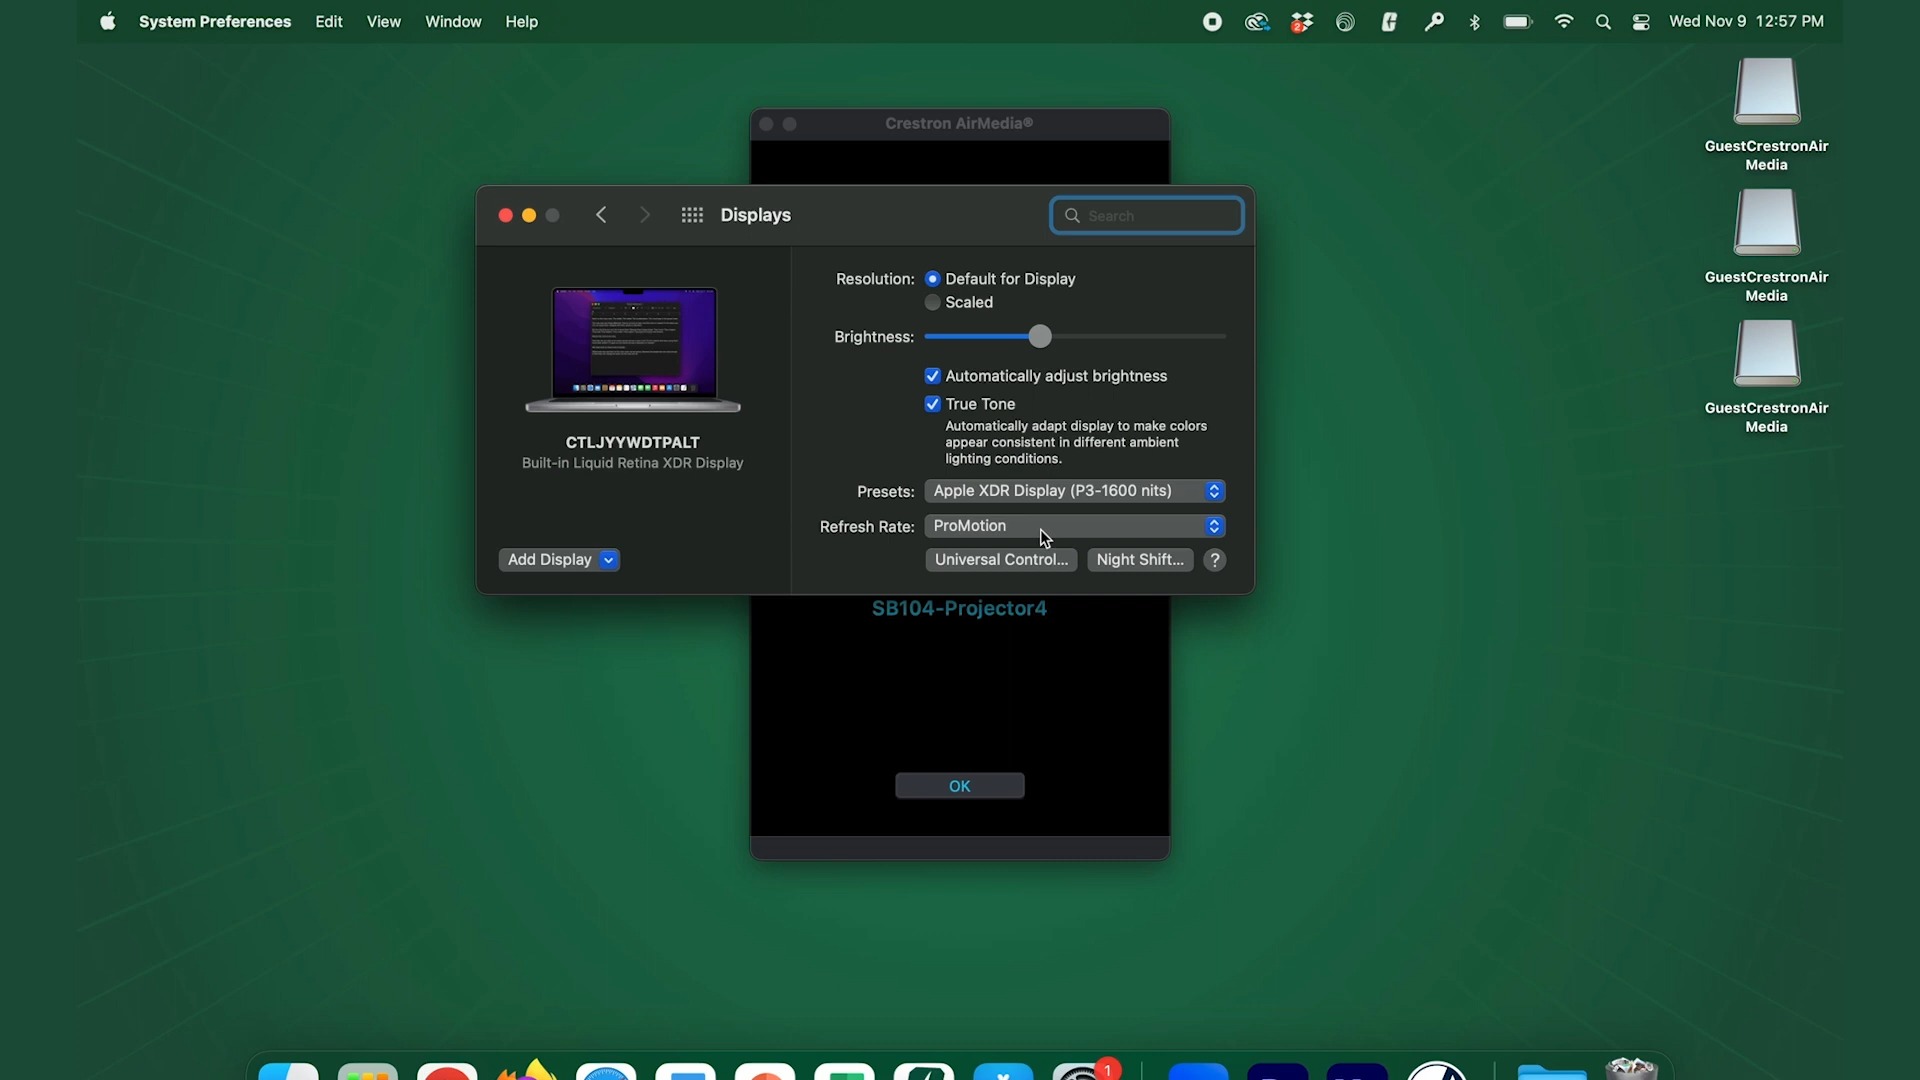 System Preferences Edit View Window Help
2
Wed Nov 9 12:57 PM
GuestCrestronAir
Media
GuestCrestronAir
Media
GuestCrestronAir
Media
Crestron AirMedia®
Displays
Search
Resolution: Default for Display
Scaled
Brightness:
Automatically adjust brightness
True Tone
Automatically adapt display to make colors
appear consistent in different ambient
lighting conditions.
CTLJYYWDTPALT
Built-in Liquid Retina XDR Display
Presets: Apple XDR Display (P3-1600 nits)
Refresh Rate: ProMotion
Add Display
Universal Control... Night Shift... ?
SB104-Projector4
OK
1